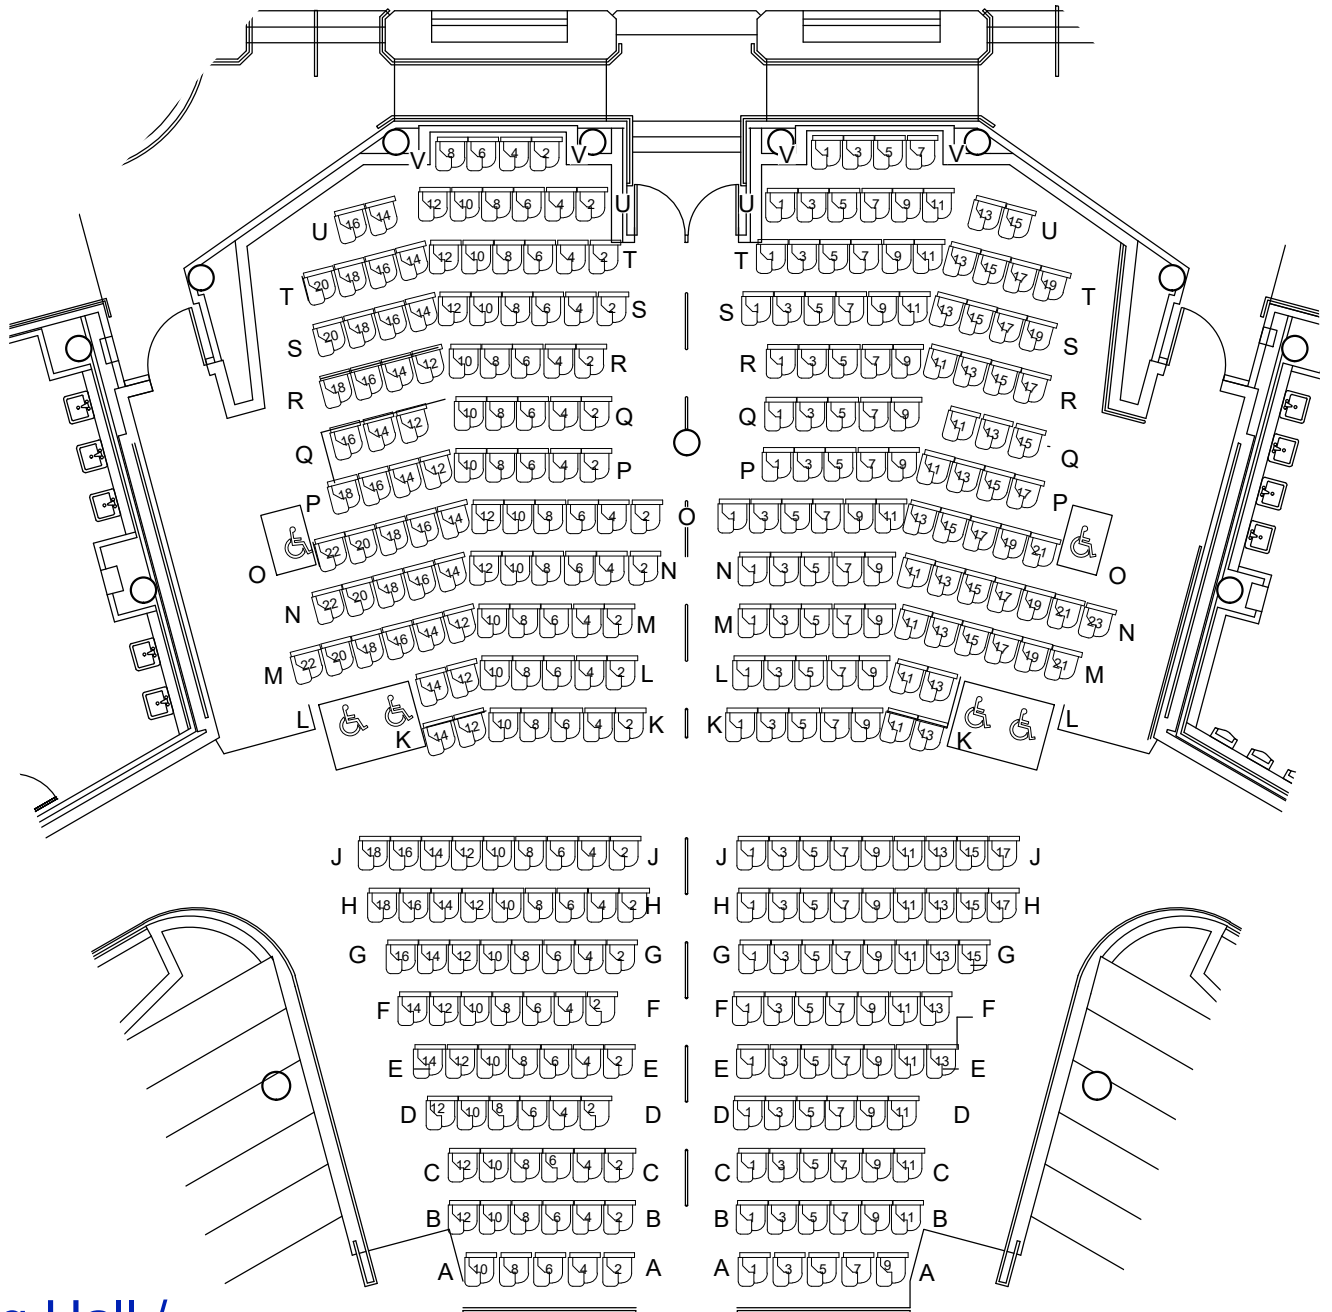 V 8 6 4 2 V V 1 3 5 7 V
U 16 14 12 10 8 6 4 2 U U 1 3 5 7 9 11 13 15 U
T 20 18 16 14 12 10 8 6 4 2 T T 1 3 5 7 9 11 13 15 17 19 T
S 20 18 16 14 12 10 8 6 4 2 S S 1 3 5 7 9 11 13 15 17 19 S
R 18 16 14 12 10 8 6 4 2 R R 1 3 5 7 9 11 13 15 17 R
Q 16 14 12 10 8 6 4 2 Q Q 1 3 5 7 9 11 13 15 Q
P 18 16 14 12 10 8 6 4 2 P P 1 3 5 7 9 11 13 15 17 P
O 22 20 18 16 14 12 10 8 6 4 2 O 1 3 5 7 9 11 13 15 17 19 21 O
N 22 20 18 16 14 12 10 8 6 4 2 N N 1 3 5 7 9 11 13 15 17 19 21 23 N
M 22 20 18 16 14 12 10 8 6 4 2 M M 1 3 5 7 9 11 13 15 17 19 21 M
L 14 12 10 8 6 4 2 L L 1 3 5 7 9 11 13 L
K 14 12 10 8 6 4 2 K K 1 3 5 7 9 11 13 K
J 18 16 14 12 10 8 6 4 2 J J 1 3 5 7 9 11 13 15 17 J
H 18 16 14 12 10 8 6 4 2 H H 1 3 5 7 9 11 13 15 17 H
G 16 14 12 10 8 6 4 2 G G 1 3 5 7 9 11 13 15 G
F 14 12 10 8 6 4 2 F F 1 3 5 7 9 11 13 F
E 14 12 10 8 6 4 2 E E 1 3 5 7 9 11 13 E
D 12 10 8 6 4 2 D D 1 3 5 7 9 11 D
C 12 10 8 6 4 2 C C 1 3 5 7 9 11 C
B 12 10 8 6 4 2 B B 1 3 5 7 9 11 B
A 10 8 6 4 2 A A 1 3 5 7 9 A
Hall /